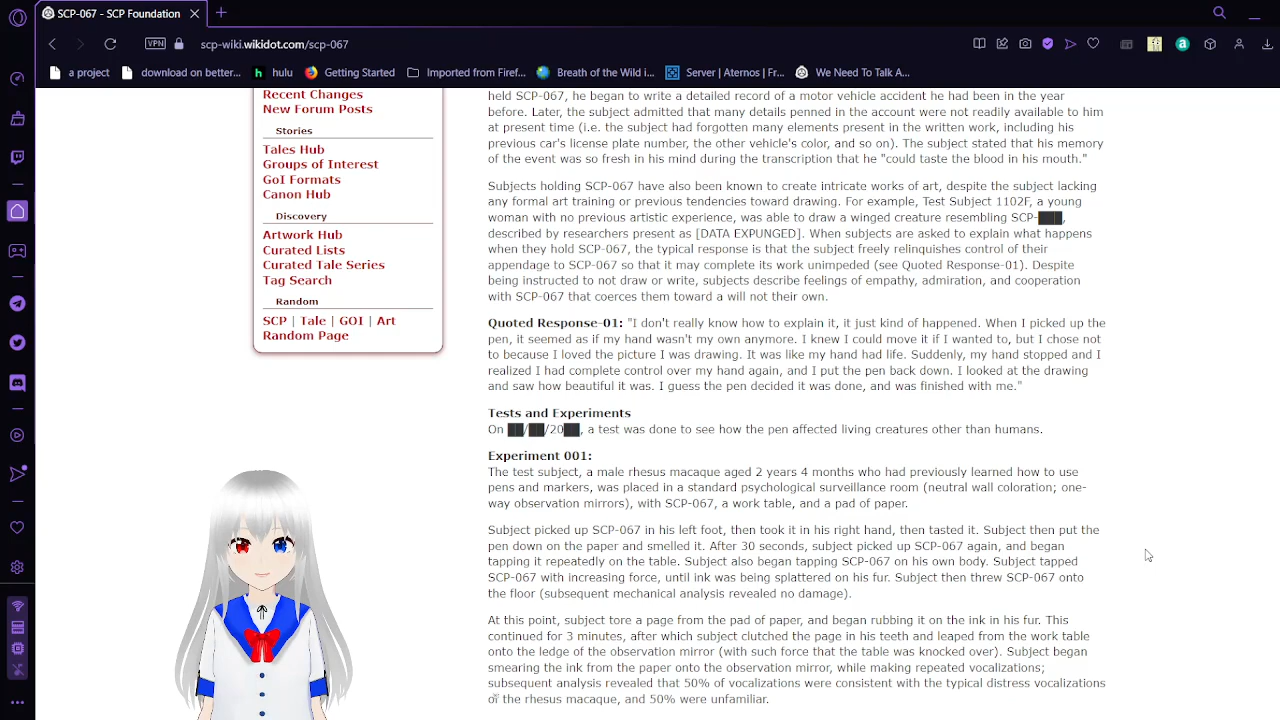 SCP-067 - SCP Foundation
VPN
scp-wiki.wikidot.com/scp-067
a project
download on better...
hulu
Getting Started
Imported from Firef...
Breath of the Wild i...
Server | Aternos | Fr...
We Need To Talk A...
Recent Changes
New Forum Posts
Stories
Tales Hub
Groups of Interest
GoI Formats
Canon Hub
Discovery
Artwork Hub
Curated Lists
Curated Tale Series
Tag Search
Random
SCP | Tale | GOI | Art
Random Page
held SCP-067, he began to write a detailed record of a motor vehicle accident he had been in the year
before. Later, the subject admitted that many details penned in the account were not readily available to him
at present time (i.e. the subject had forgotten many elements present in the written work, including his
previous car's license plate number, the other vehicle's color, and so on). The subject stated that his memory
of the event was so fresh in his mind during the transcription that he "could taste the blood in his mouth."
Subjects holding SCP-067 have also been known to create intricate works of art, despite the subject lacking
any formal art training or previous tendencies toward drawing. For example, Test Subject 1102F, a young
woman with no previous artistic experience, was able to draw a winged creature resembling SCP-███,
described by researchers present as [DATA EXPUNGED]. When subjects are asked to explain what happens
when they hold SCP-067, the typical response is that the subject freely relinquishes control of their
appendage to SCP-067 so that it may complete its work unimpeded (see Quoted Response-01). Despite
being instructed to not draw or write, subjects describe feelings of empathy, admiration, and cooperation
with SCP-067 that coerces them toward a will not their own.
Quoted Response-01: "I don't really know how to explain it, it just kind of happened. When I picked up the
pen, it seemed as if my hand wasn't my own anymore. I knew I could move it if I wanted to, but I chose not
to because I loved the picture I was drawing. It was like my hand had life. Suddenly, my hand stopped and I
realized I had complete control over my hand again, and I put the pen back down. I looked at the drawing
and saw how beautiful it was. I guess the pen decided it was done, and was finished with me."
Tests and Experiments
On ██/██/20██, a test was done to see how the pen affected living creatures other than humans.
Experiment 001:
The test subject, a male rhesus macaque aged 2 years 4 months who had previously learned how to use
pens and markers, was placed in a standard psychological surveillance room (neutral wall coloration; one-
way observation mirrors), with SCP-067, a work table, and a pad of paper.
Subject picked up SCP-067 in his left foot, then took it in his right hand, then tasted it. Subject then put the
pen down on the paper and smelled it. After 30 seconds, subject picked up SCP-067 again, and began
tapping it repeatedly on the table. Subject also began tapping SCP-067 on his own body. Subject tapped
SCP-067 with increasing force, until ink was being splattered on his fur. Subject then threw SCP-067 onto
the floor (subsequent mechanical analysis revealed no damage).
At this point, subject tore a page from the pad of paper, and began rubbing it on the ink in his fur. This
continued for 3 minutes, after which subject clutched the page in his teeth and leaped from the work table
onto the ledge of the observation mirror (with such force that the table was knocked over). Subject began
smearing the ink from the paper onto the observation mirror, while making repeated vocalizations;
subsequent analysis revealed that 50% of vocalizations were consistent with the typical distress vocalizations
of the rhesus macaque, and 50% were unfamiliar.